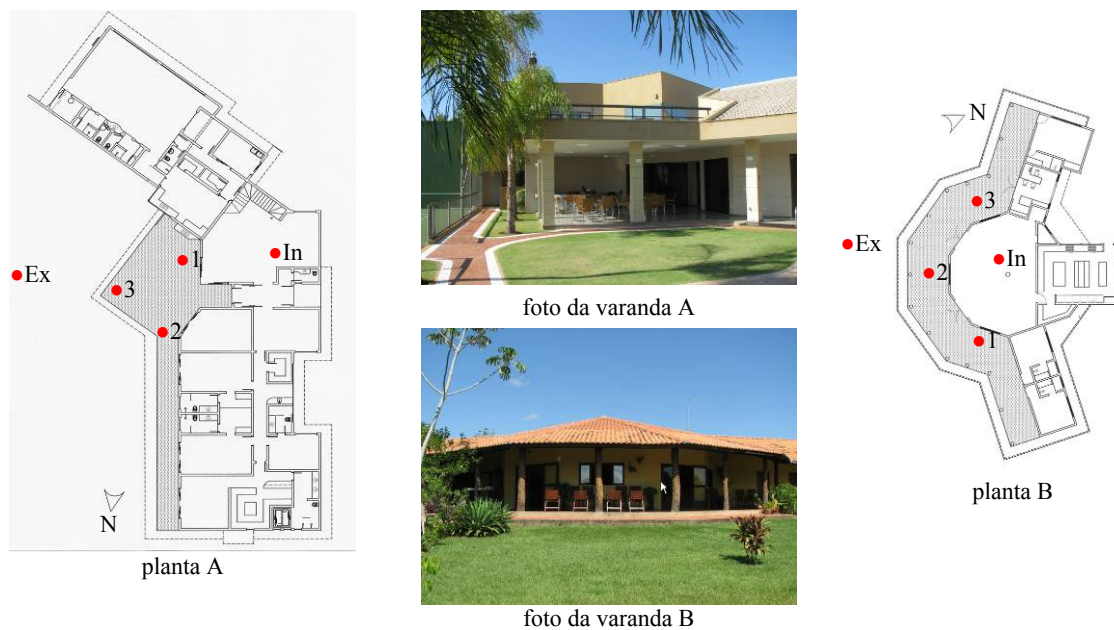 Ex
1
In
3
2
N
planta A
foto da varanda A
foto da varanda B
N
3
Ex
In
2
1
planta B